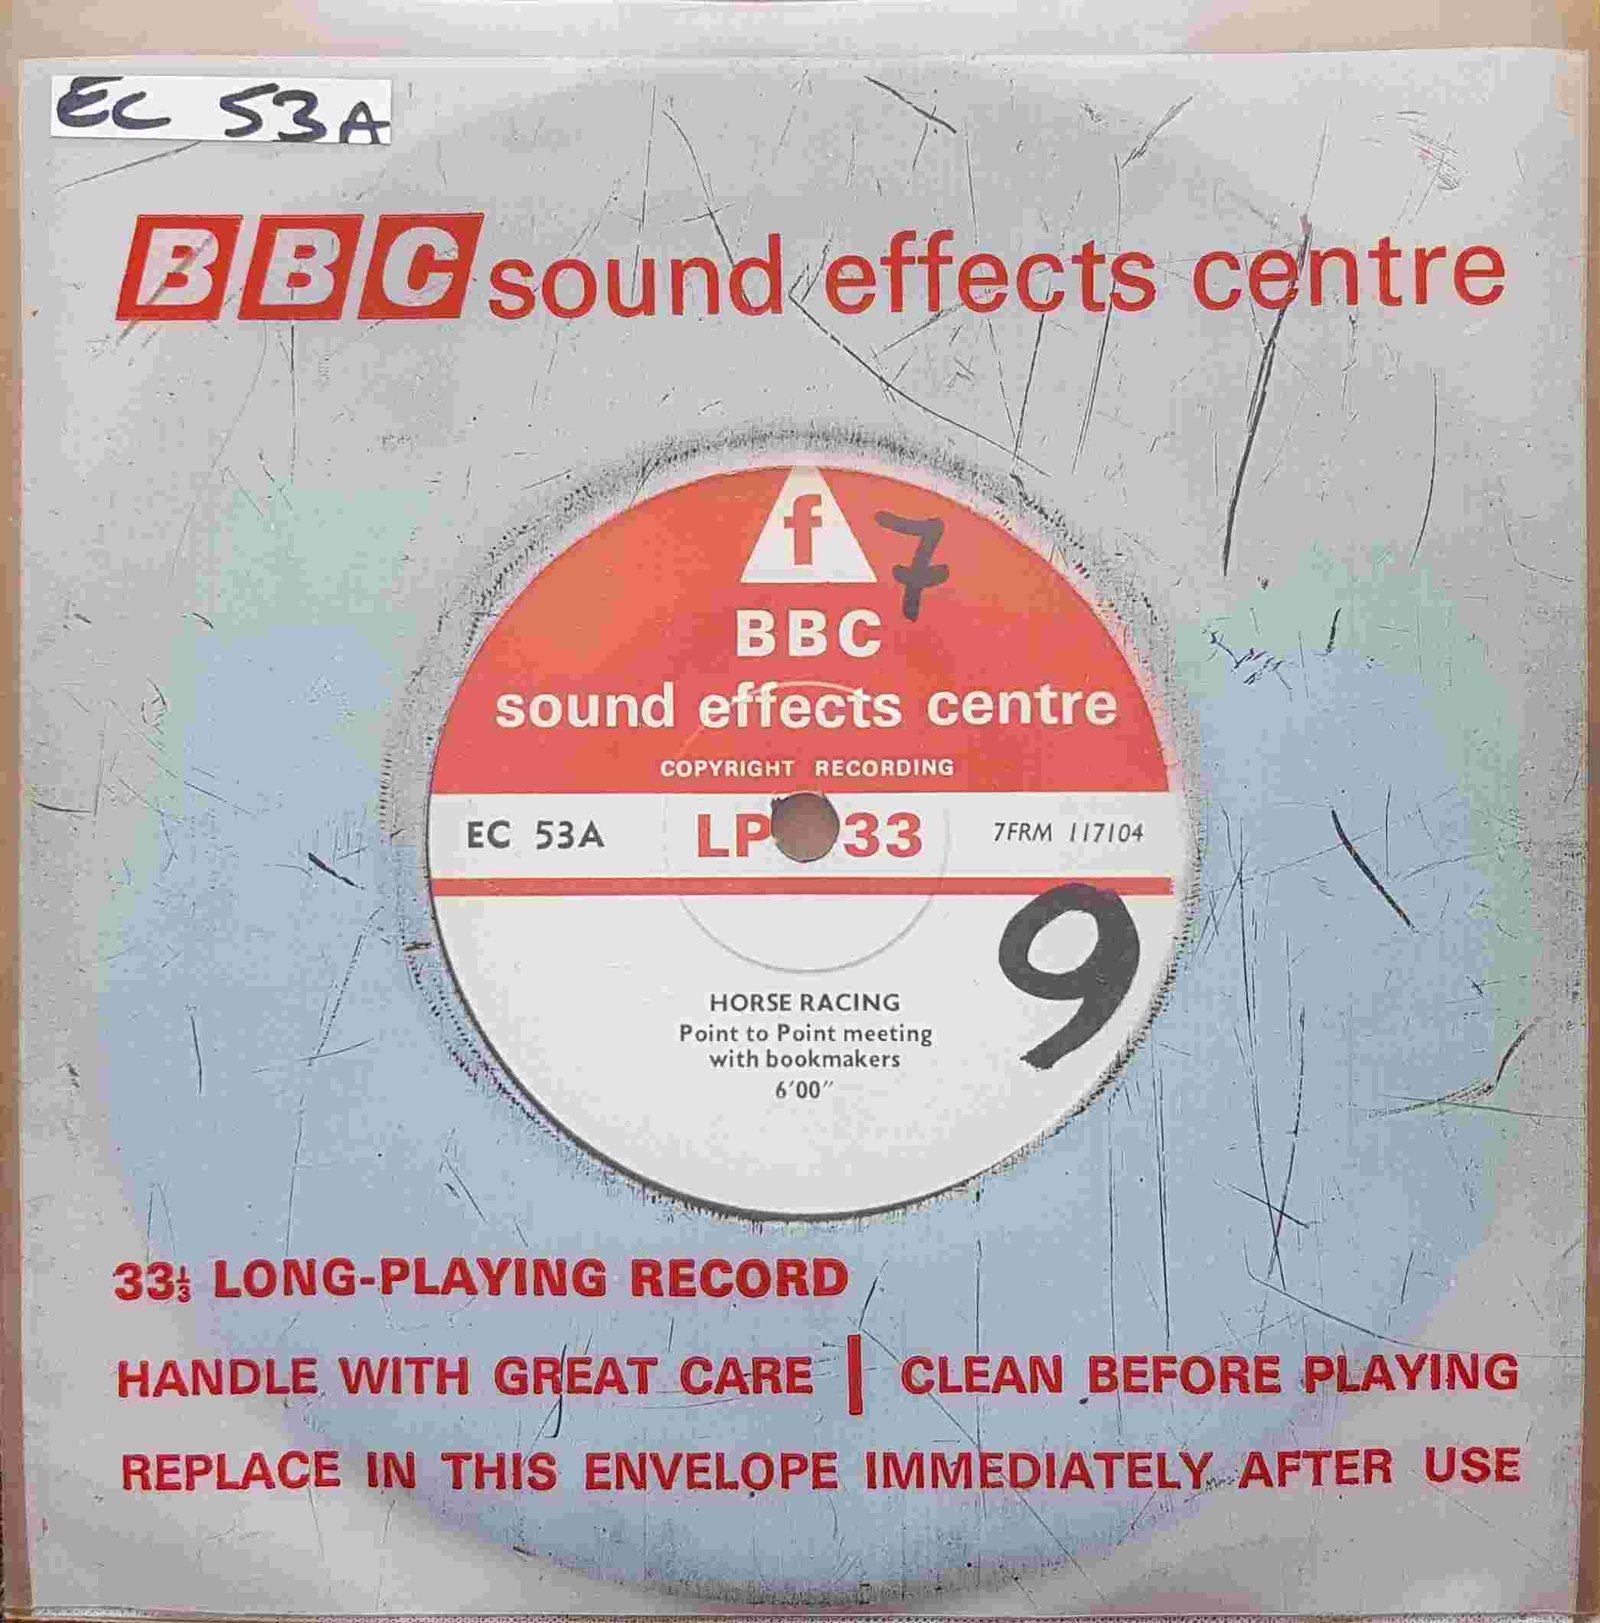 EC 53A
BBC sound effects centre
f 7
BBC
sound effects centre
COPYRIGHT RECORDING
EC 53A LP 33 7FRM 117104
9
HORSE RACING
Point to Point meeting
with bookmakers
6'00"
33⅓ LONG-PLAYING RECORD
HANDLE WITH GREAT CARE | CLEAN BEFORE PLAYING
REPLACE IN THIS ENVELOPE IMMEDIATELY AFTER USE